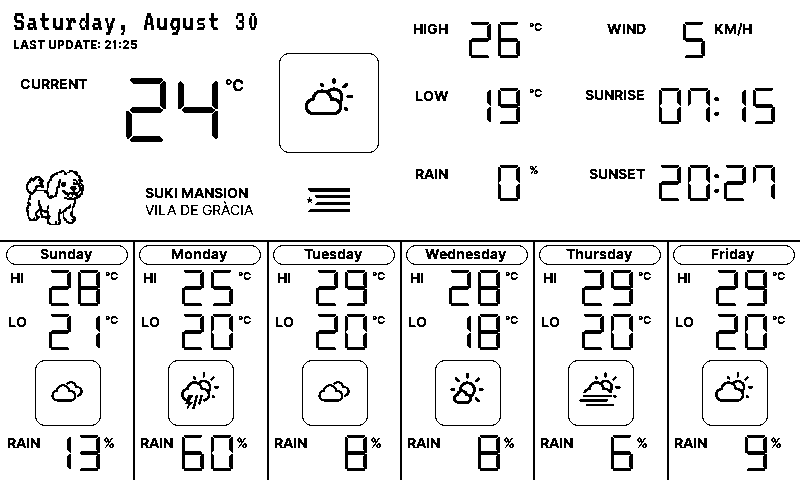 Saturday, August 30
LAST UPDATE: 21:25
CURRENT 24 °C
SUKI MANSION
VILA DE GRÀCIA
HIGH 26 °C
LOW 19 °C
RAIN 0 %
WIND 5 KM/H
SUNRISE 07:15
SUNSET 20:27
Sunday
HI 28 °C
LO 21 °C
RAIN 13 %
Monday
HI 25 °C
LO 20 °C
RAIN 60 %
Tuesday
HI 29 °C
LO 20 °C
RAIN 8 %
Wednesday
HI 28 °C
LO 18 °C
RAIN 8 %
Thursday
HI 29 °C
LO 20 °C
RAIN 6 %
Friday
HI 29 °C
LO 20 °C
RAIN 9 %